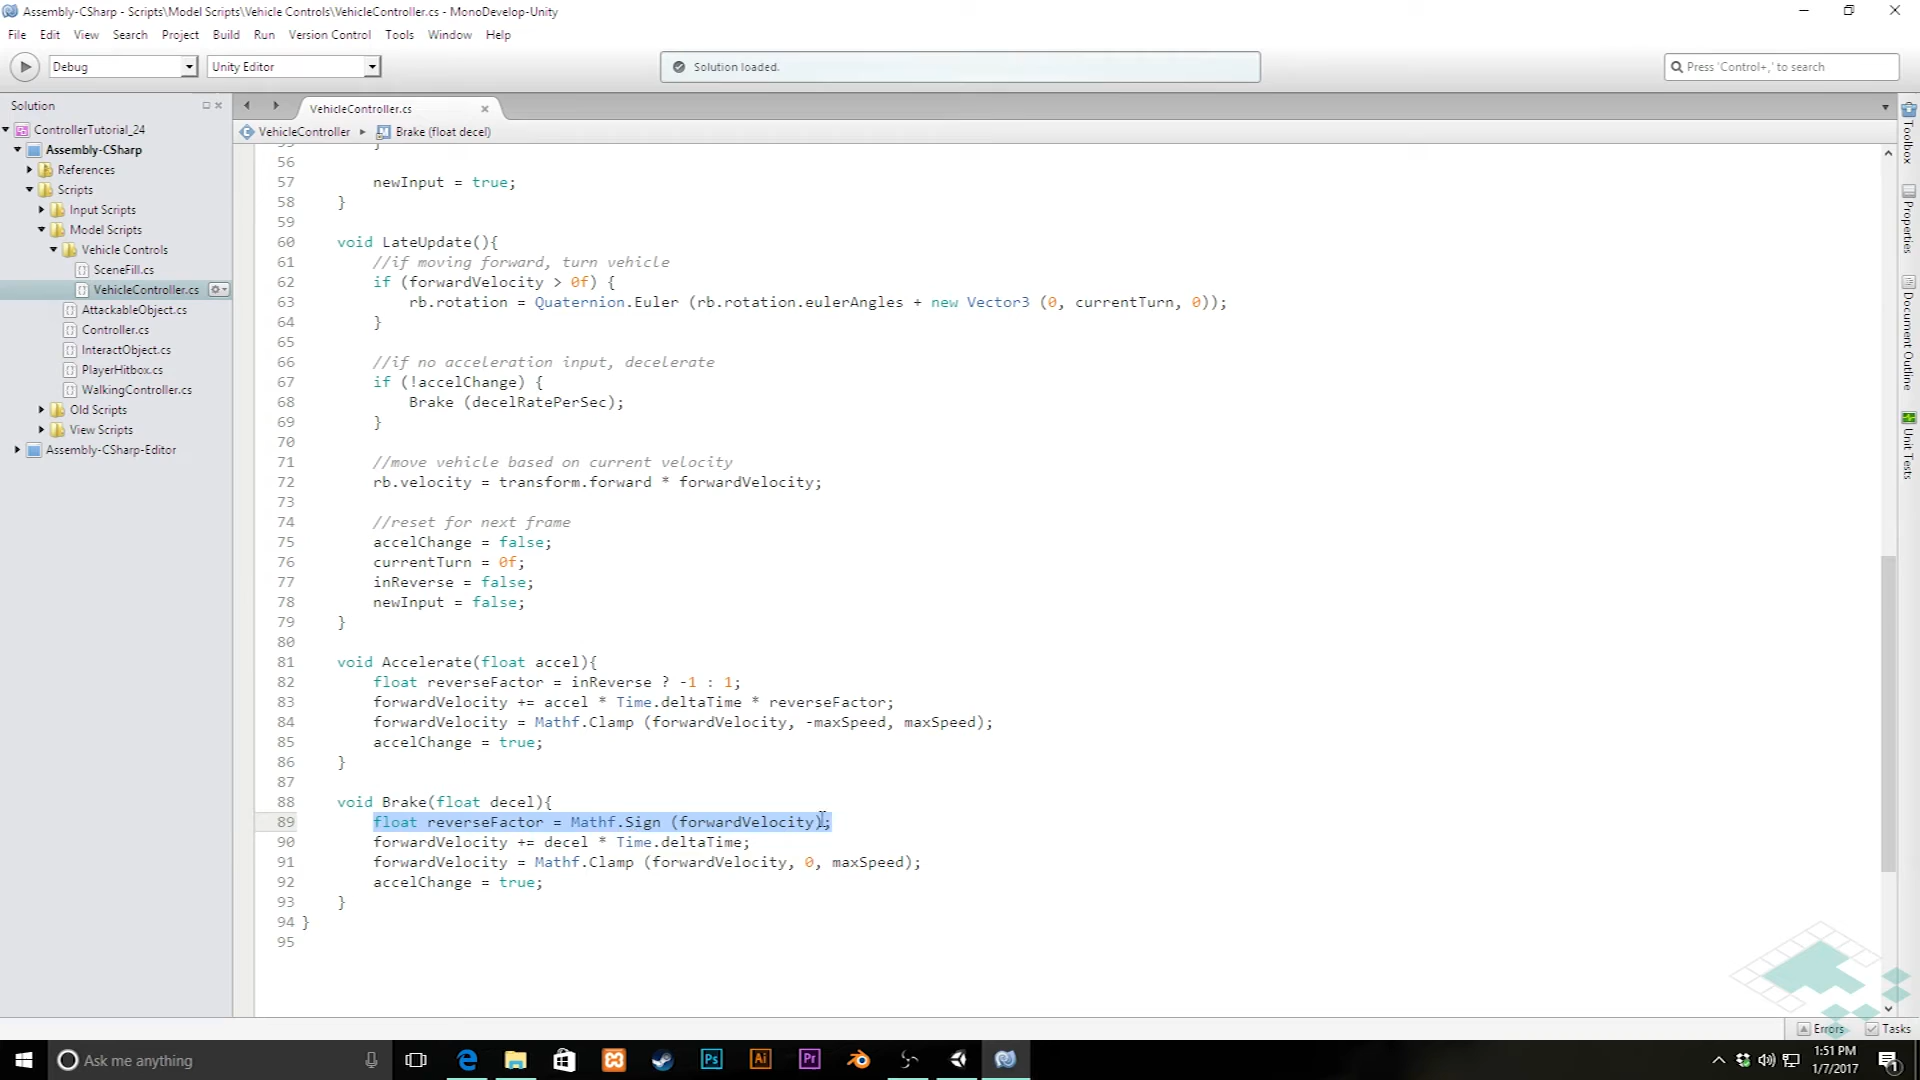 Assembly-CSharp - Scripts\Model Scripts\Vehicle Controls\VehicleController.cs - MonoDevelop-Unity
File Edit View Search Project Build Run Version Control Tools Window Help
Debug
Unity Editor
Solution loaded.
Press 'Control+,' to search
Solution
ControllerTutorial_24
Assembly-CSharp
References
Scripts
Input Scripts
Model Scripts
Vehicle Controls
SceneFill.cs
VehicleController.cs
AttackableObject.cs
Controller.cs
InteractObject.cs
PlayerHitbox.cs
WalkingController.cs
Old Scripts
View Scripts
Assembly-CSharp-Editor
VehicleController.cs
VehicleController Brake (float decel)
55 }
56
57 newInput = true;
58 }
59
60 void LateUpdate(){
61 //if moving forward, turn vehicle
62 if (forwardVelocity > 0f) {
63 rb.rotation = Quaternion.Euler (rb.rotation.eulerAngles + new Vector3 (0, currentTurn, 0));
64 }
65
66 //if no acceleration input, decelerate
67 if (!accelChange) {
68 Brake (decelRatePerSec);
69 }
70
71 //move vehicle based on current velocity
72 rb.velocity = transform.forward * forwardVelocity;
73
74 //reset for next frame
75 accelChange = false;
76 currentTurn = 0f;
77 inReverse = false;
78 newInput = false;
79 }
80
81 void Accelerate(float accel){
82 float reverseFactor = inReverse ? -1 : 1;
83 forwardVelocity += accel * Time.deltaTime * reverseFactor;
84 forwardVelocity = Mathf.Clamp (forwardVelocity, -maxSpeed, maxSpeed);
85 accelChange = true;
86 }
87
88 void Brake(float decel){
89 float reverseFactor = Mathf.Sign (forwardVelocity);
90 forwardVelocity += decel * Time.deltaTime;
91 forwardVelocity = Mathf.Clamp (forwardVelocity, 0, maxSpeed);
92 accelChange = true;
93 }
94 }
95
Toolbox
Properties
Document Outline
Unit Tests
Errors
Tasks
Ask me anything
Ps
Ai
Pr
1:51 PM
1/7/2017
1